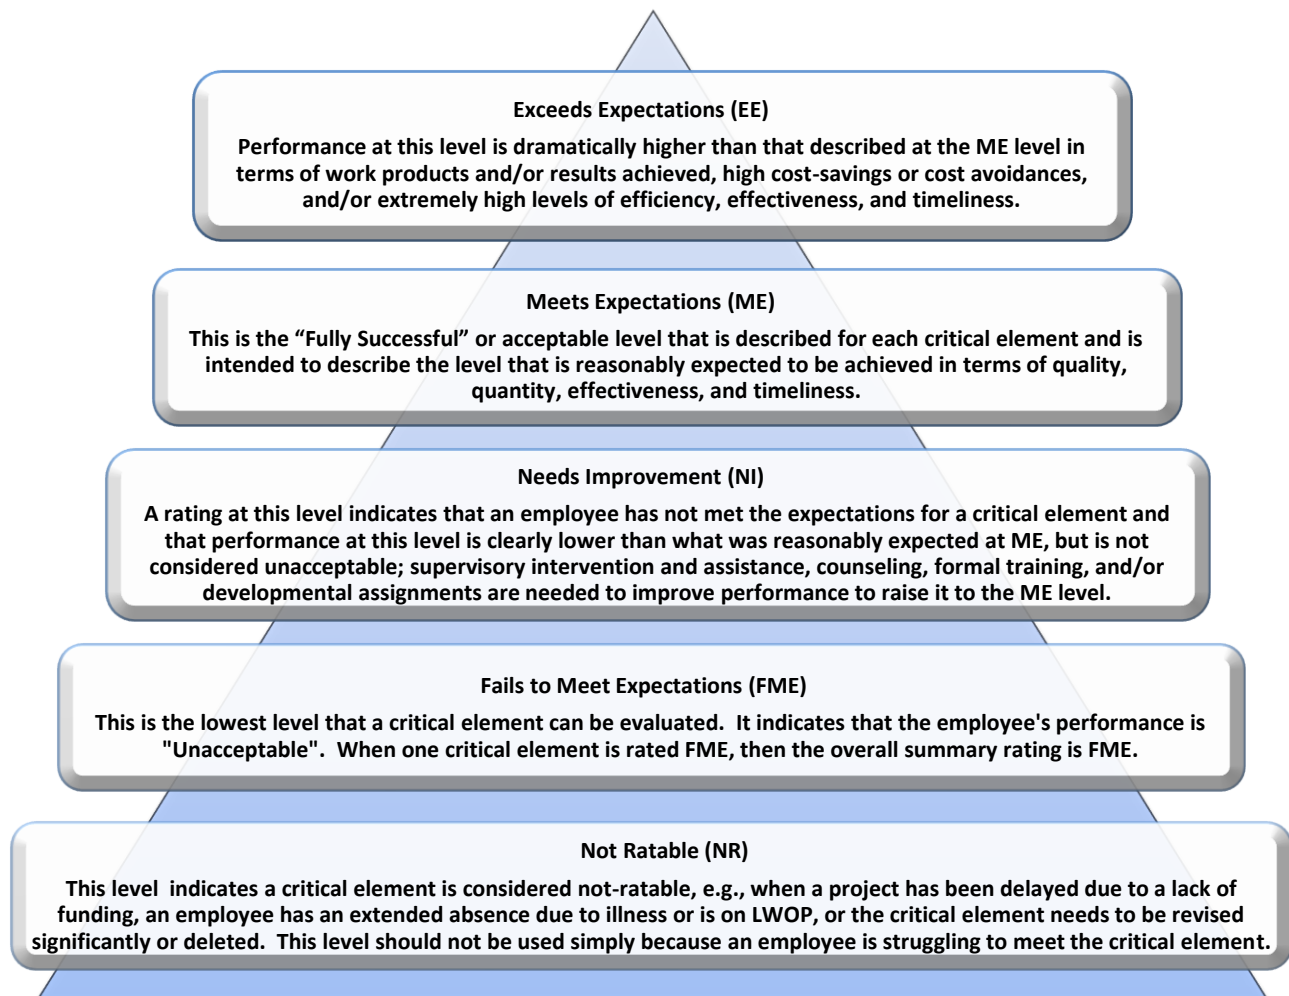 Exceeds Expectations (EE)
Performance at this level is dramatically higher than that described at the ME level in
terms of work products and/or results achieved, high cost-savings or cost avoidances,
and/or extremely high levels of efficiency, effectiveness, and timeliness.
Meets Expectations (ME)
This is the “Fully Successful” or acceptable level that is described for each critical element and is
intended to describe the level that is reasonably expected to be achieved in terms of quality,
quantity, effectiveness, and timeliness.
Needs Improvement (NI)
A rating at this level indicates that an employee has not met the expectations for a critical element and
that performance at this level is clearly lower than what was reasonably expected at ME, but is not
considered unacceptable; supervisory intervention and assistance, counseling, formal training, and/or
developmental assignments are needed to improve performance to raise it to the ME level.
Fails to Meet Expectations (FME)
This is the lowest level that a critical element can be evaluated.  It indicates that the employee's performance is
"Unacceptable".  When one critical element is rated FME, then the overall summary rating is FME.
Not Ratable (NR)
This level  indicates a critical element is considered not-ratable, e.g., when a project has been delayed due to a lack of
funding, an employee has an extended absence due to illness or is on LWOP, or the critical element needs to be revised
significantly or deleted.  This level should not be used simply because an employee is struggling to meet the critical element.